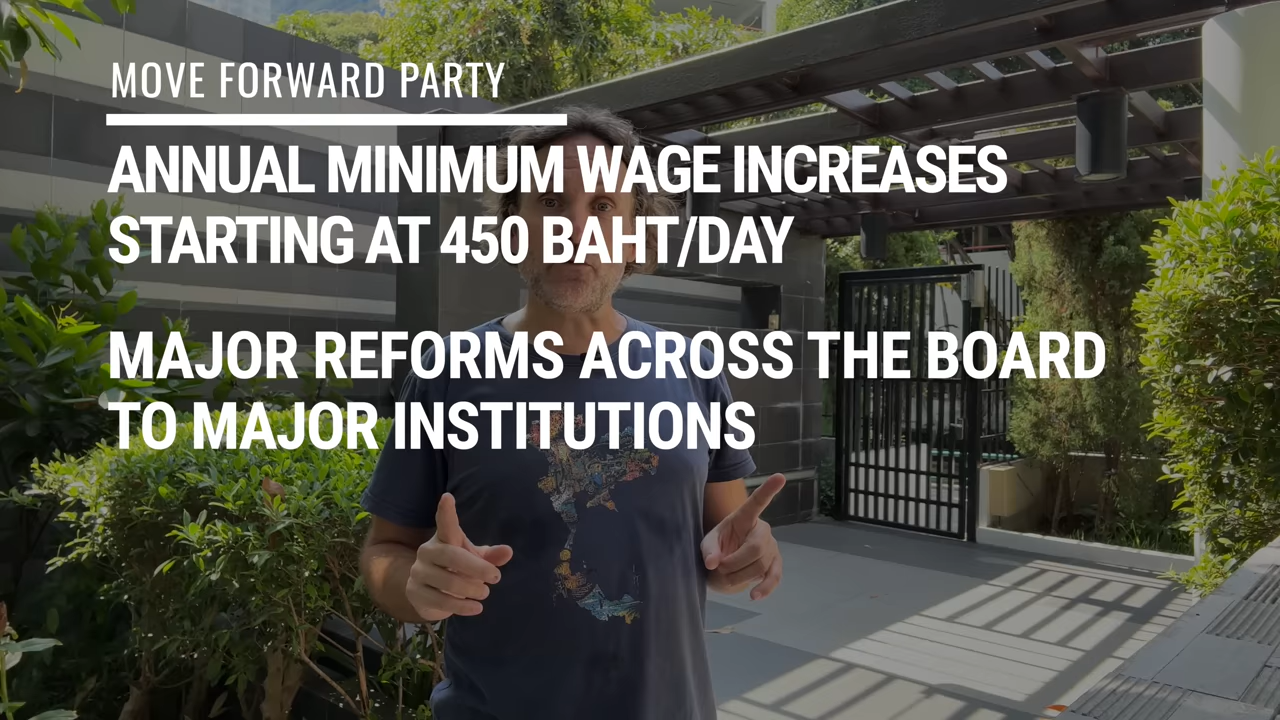 MOVE FORWARD PARTY
ANNUAL MINIMUM WAGE INCREASES
STARTING AT 450 BAHT/DAY
MAJOR REFORMS ACROSS THE BOARD
TO MAJOR INSTITUTIONS